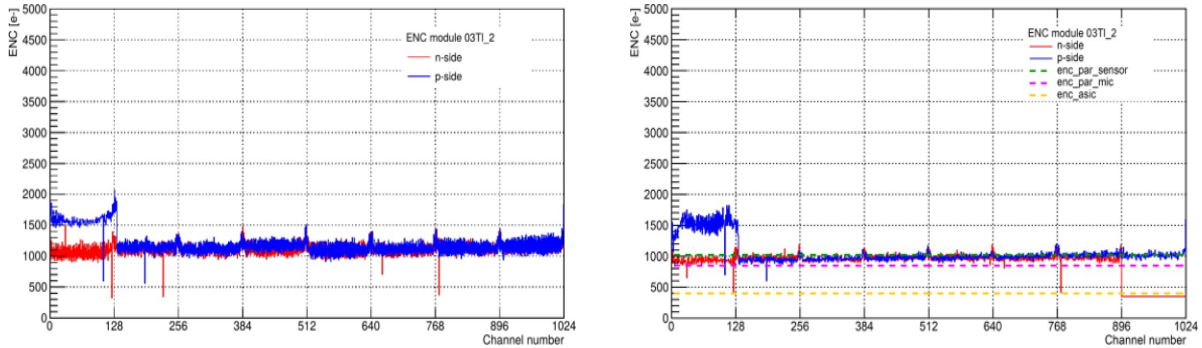 ENC [e-]
5000
4500
4000
3500
3000
2500
2000
1500
1000
500
0
ENC module 03Tl_2
n-side
p-side
0 128 256 384 512 640 768 896 1024
Channel number
ENC [e-]
5000
4500
4000
3500
3000
2500
2000
1500
1000
500
0
ENC module 03Tl_2
n-side
p-side
enc_par_sensor
enc_par_mic
enc_asic
0 128 256 384 512 640 768 896 1024
Channel number